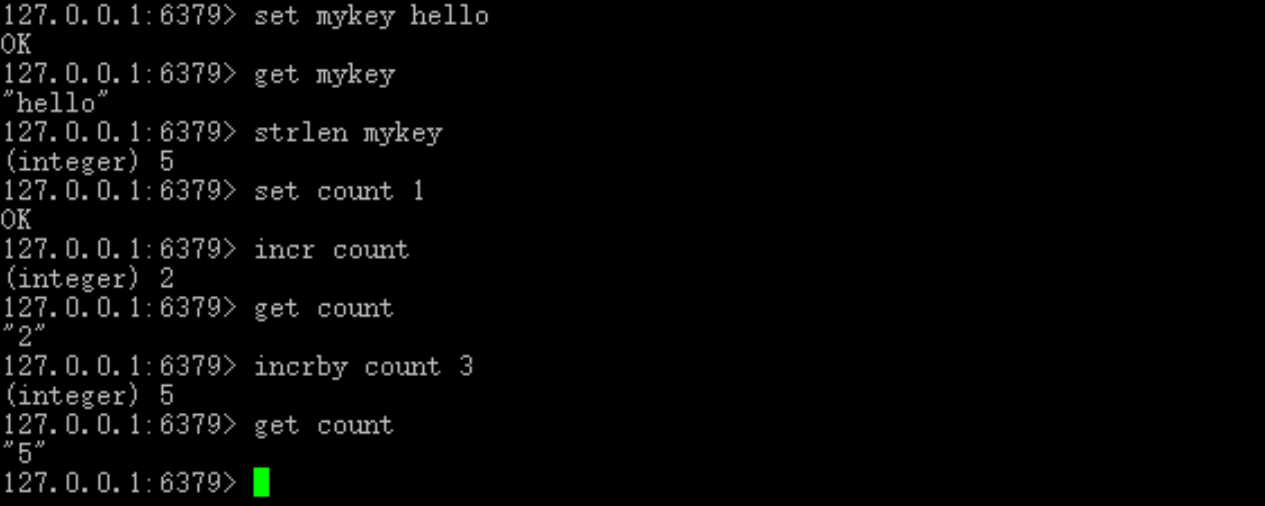 127.0.0.1:6379> set mykey hello
OK
127.0.0.1:6379> get mykey
"hello"
127.0.0.1:6379> strlen mykey
(integer) 5
127.0.0.1:6379> set count 1
OK
127.0.0.1:6379> incr count
(integer) 2
127.0.0.1:6379> get count
"2"
127.0.0.1:6379> incrby count 3
(integer) 5
127.0.0.1:6379> get count
"5"
127.0.0.1:6379>